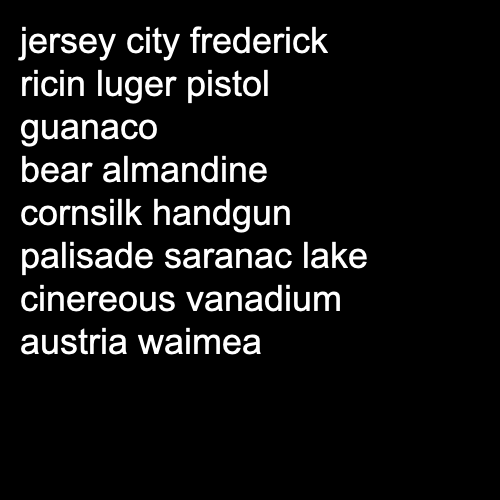 jersey city frederick
ricin luger pistol
guanaco
bear almandine
cornsilk handgun
palisade saranac lake
cinereous vanadium
austria waimea